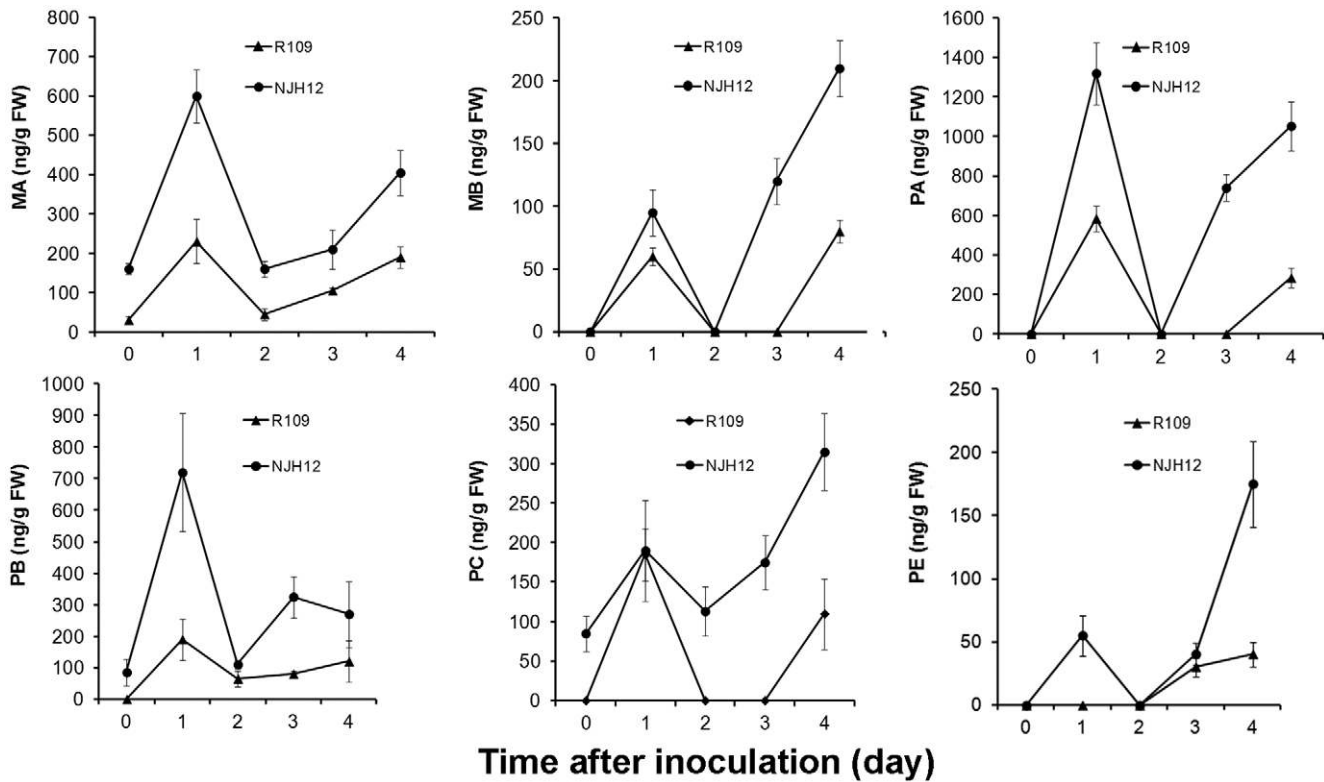 MA (ng/g FW)
800
700
600
500
400
300
200
100
0
R109
NJH12
0 1 2 3 4
MB (ng/g FW)
250
200
150
100
50
0
R109
NJH12
0 1 2 3 4
PA (ng/g FW)
1600
1400
1200
1000
800
600
400
200
0
R109
NJH12
0 1 2 3 4
PB (ng/g FW)
1000
900
800
700
600
500
400
300
200
100
0
R109
NJH12
0 1 2 3 4
PC (ng/g FW)
400
350
300
250
200
150
100
50
0
R109
NJH12
0 1 2 3 4
PE (ng/g FW)
250
200
150
100
50
0
R109
NJH12
0 1 2 3 4
Time after inoculation (day)